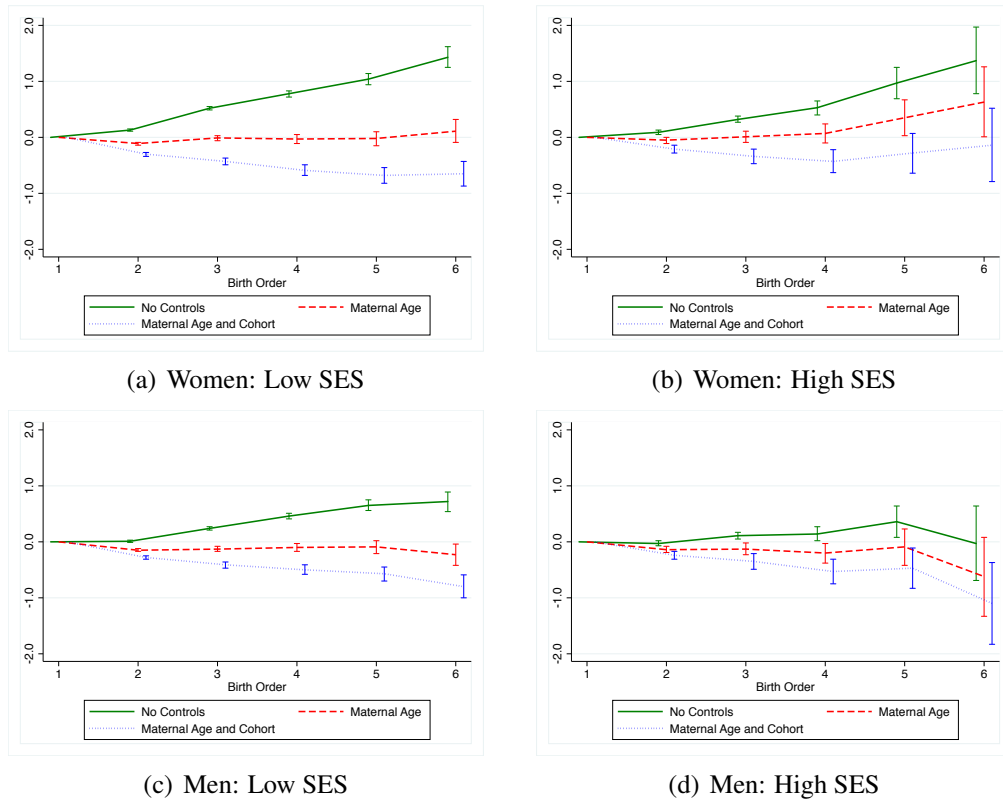 2.0
1.0
0.0
-1.0
-2.0
1 2 3 4 5 6
Birth Order
No Controls Maternal Age
Maternal Age and Cohort
(a) Women: Low SES
2.0
1.0
0.0
-1.0
-2.0
1 2 3 4 5 6
Birth Order
No Controls Maternal Age
Maternal Age and Cohort
(b) Women: High SES
2.0
1.0
0.0
-1.0
-2.0
1 2 3 4 5 6
Birth Order
No Controls Maternal Age
Maternal Age and Cohort
(c) Men: Low SES
2.0
1.0
0.0
-1.0
-2.0
1 2 3 4 5 6
Birth Order
No Controls Maternal Age
Maternal Age and Cohort
(d) Men: High SES